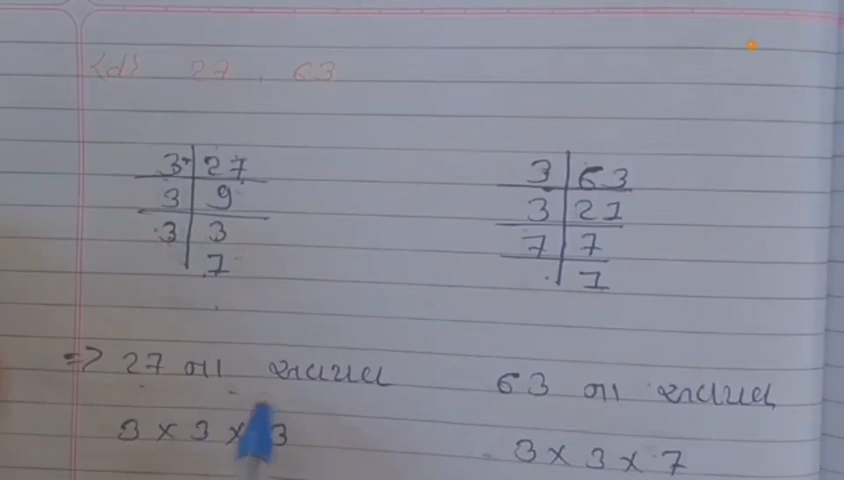 (d) 27, 63
3 | 27
3 | 9
3 | 3
1
3 | 63
3 | 21
7 | 7
1
=> 27 ના અવયવ
3 × 3 × 3
63 ના અવયવ
3 × 3 × 7